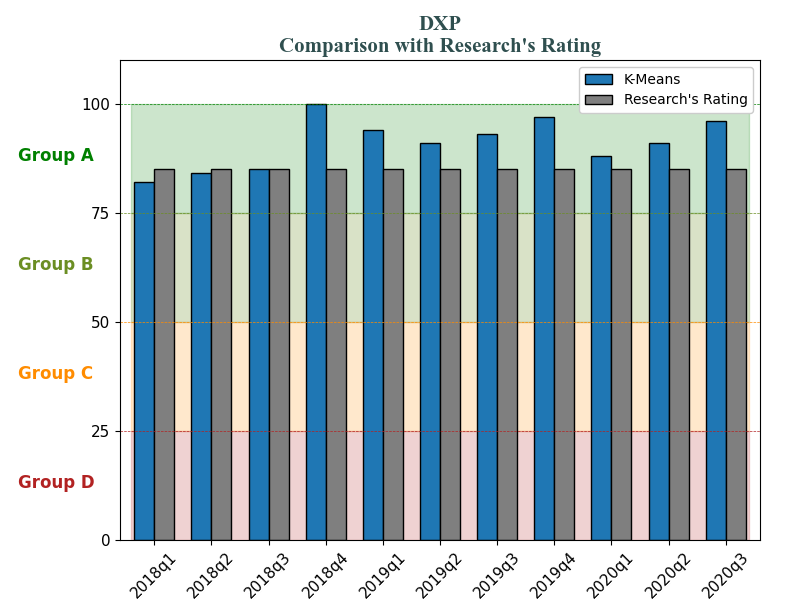 DXP
Comparison with Research's Rating
K-Means
Research's Rating
100
Group A
75
Group B
50
Group C
25
Group D
0
2018q1
2018q2
2018q3
2018q4
2019q1
2019q2
2019q3
2019q4
2020q1
2020q2
2020q3